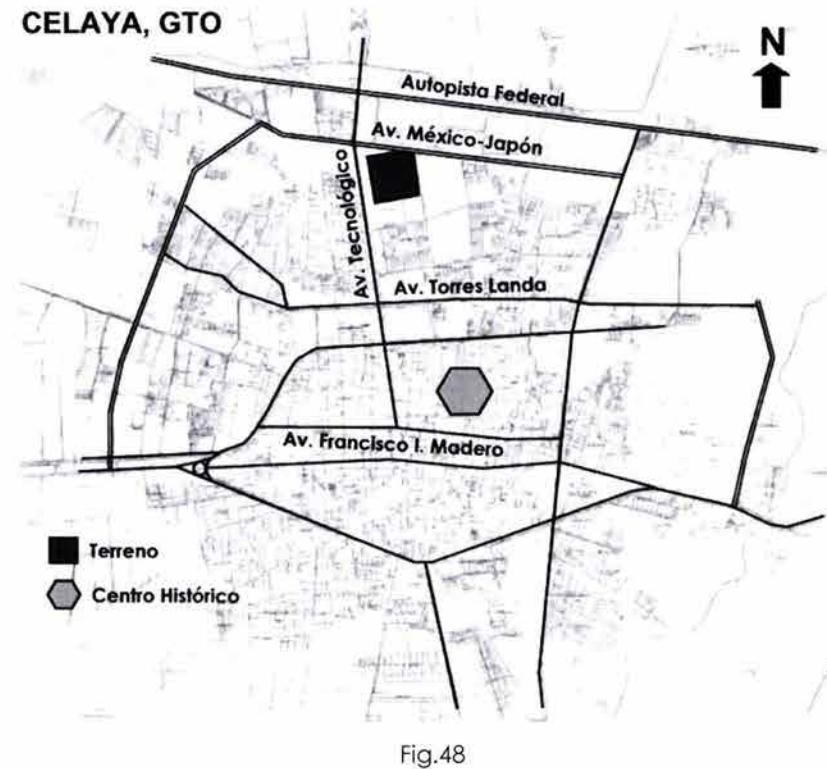 CELAYA, GTO
N
Autopista Federal
Av. México-Japón
Av. Tecnológico
Av. Torres Landa
Av. Francisco I. Madero
Terreno
Centro Histórico
Fig.48